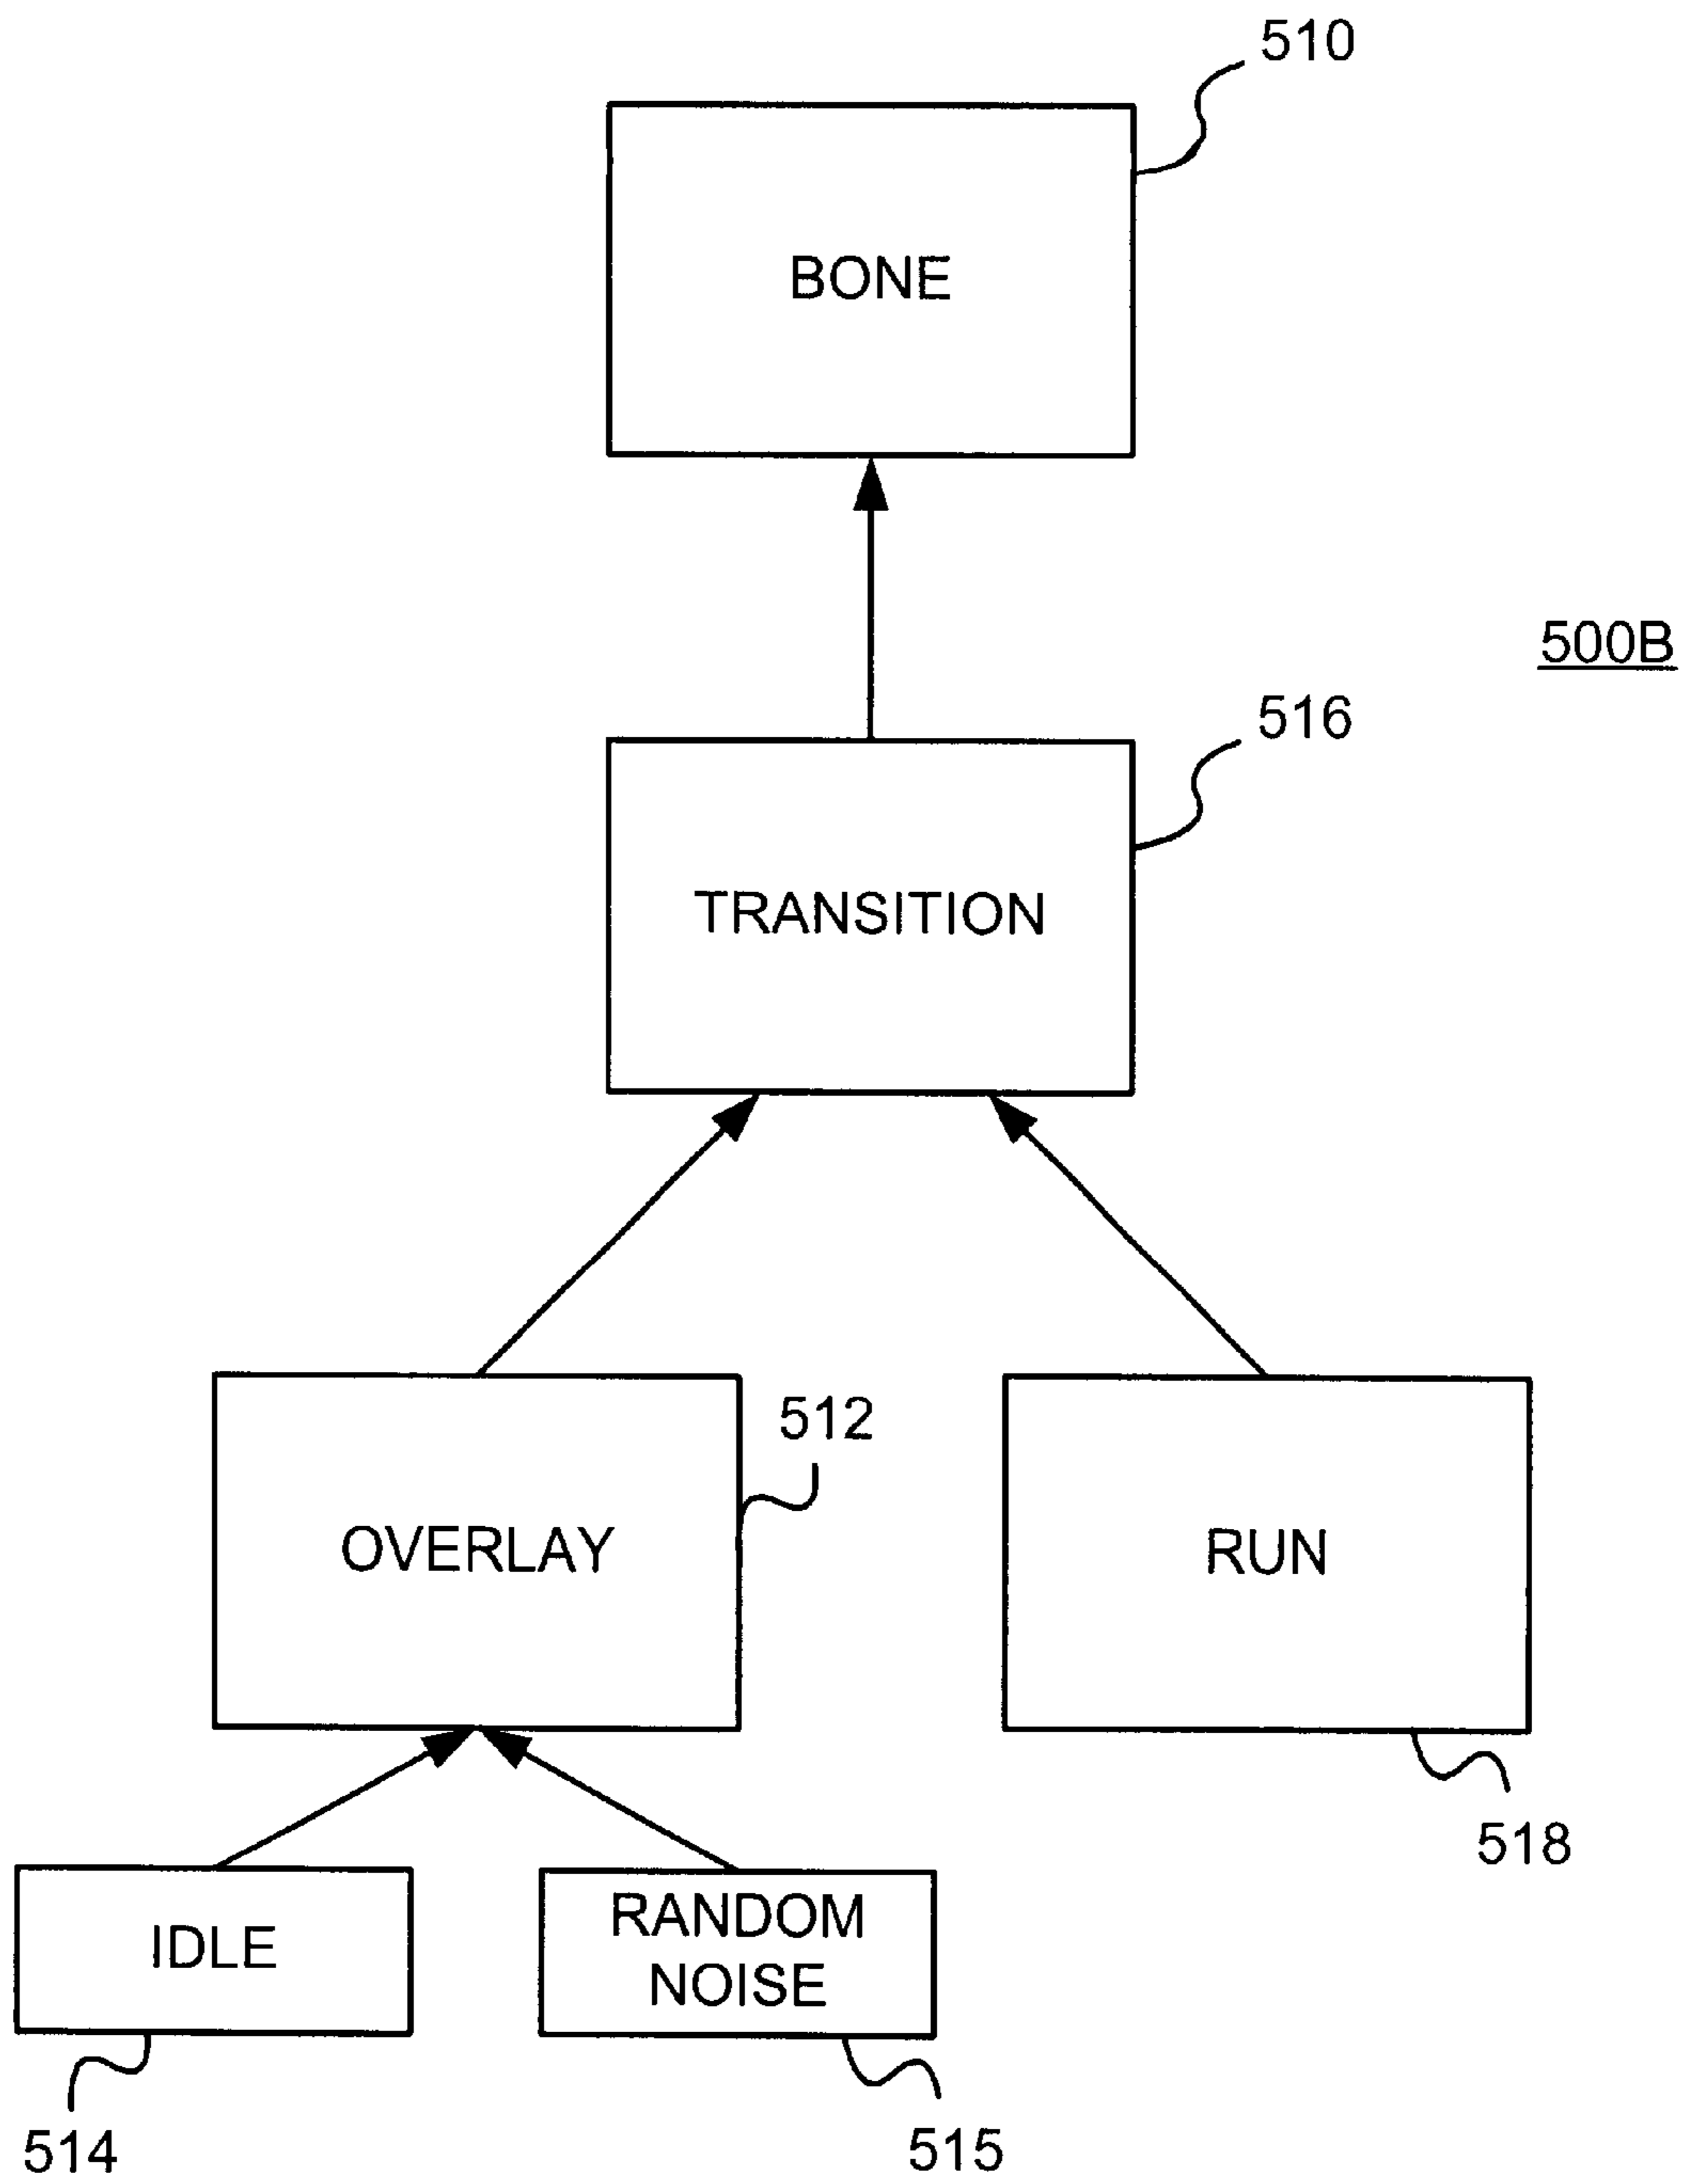 510
BONE
500B
516
TRANSITION
512
OVERLAY
RUN
518
IDLE
RANDOM
NOISE
514
515